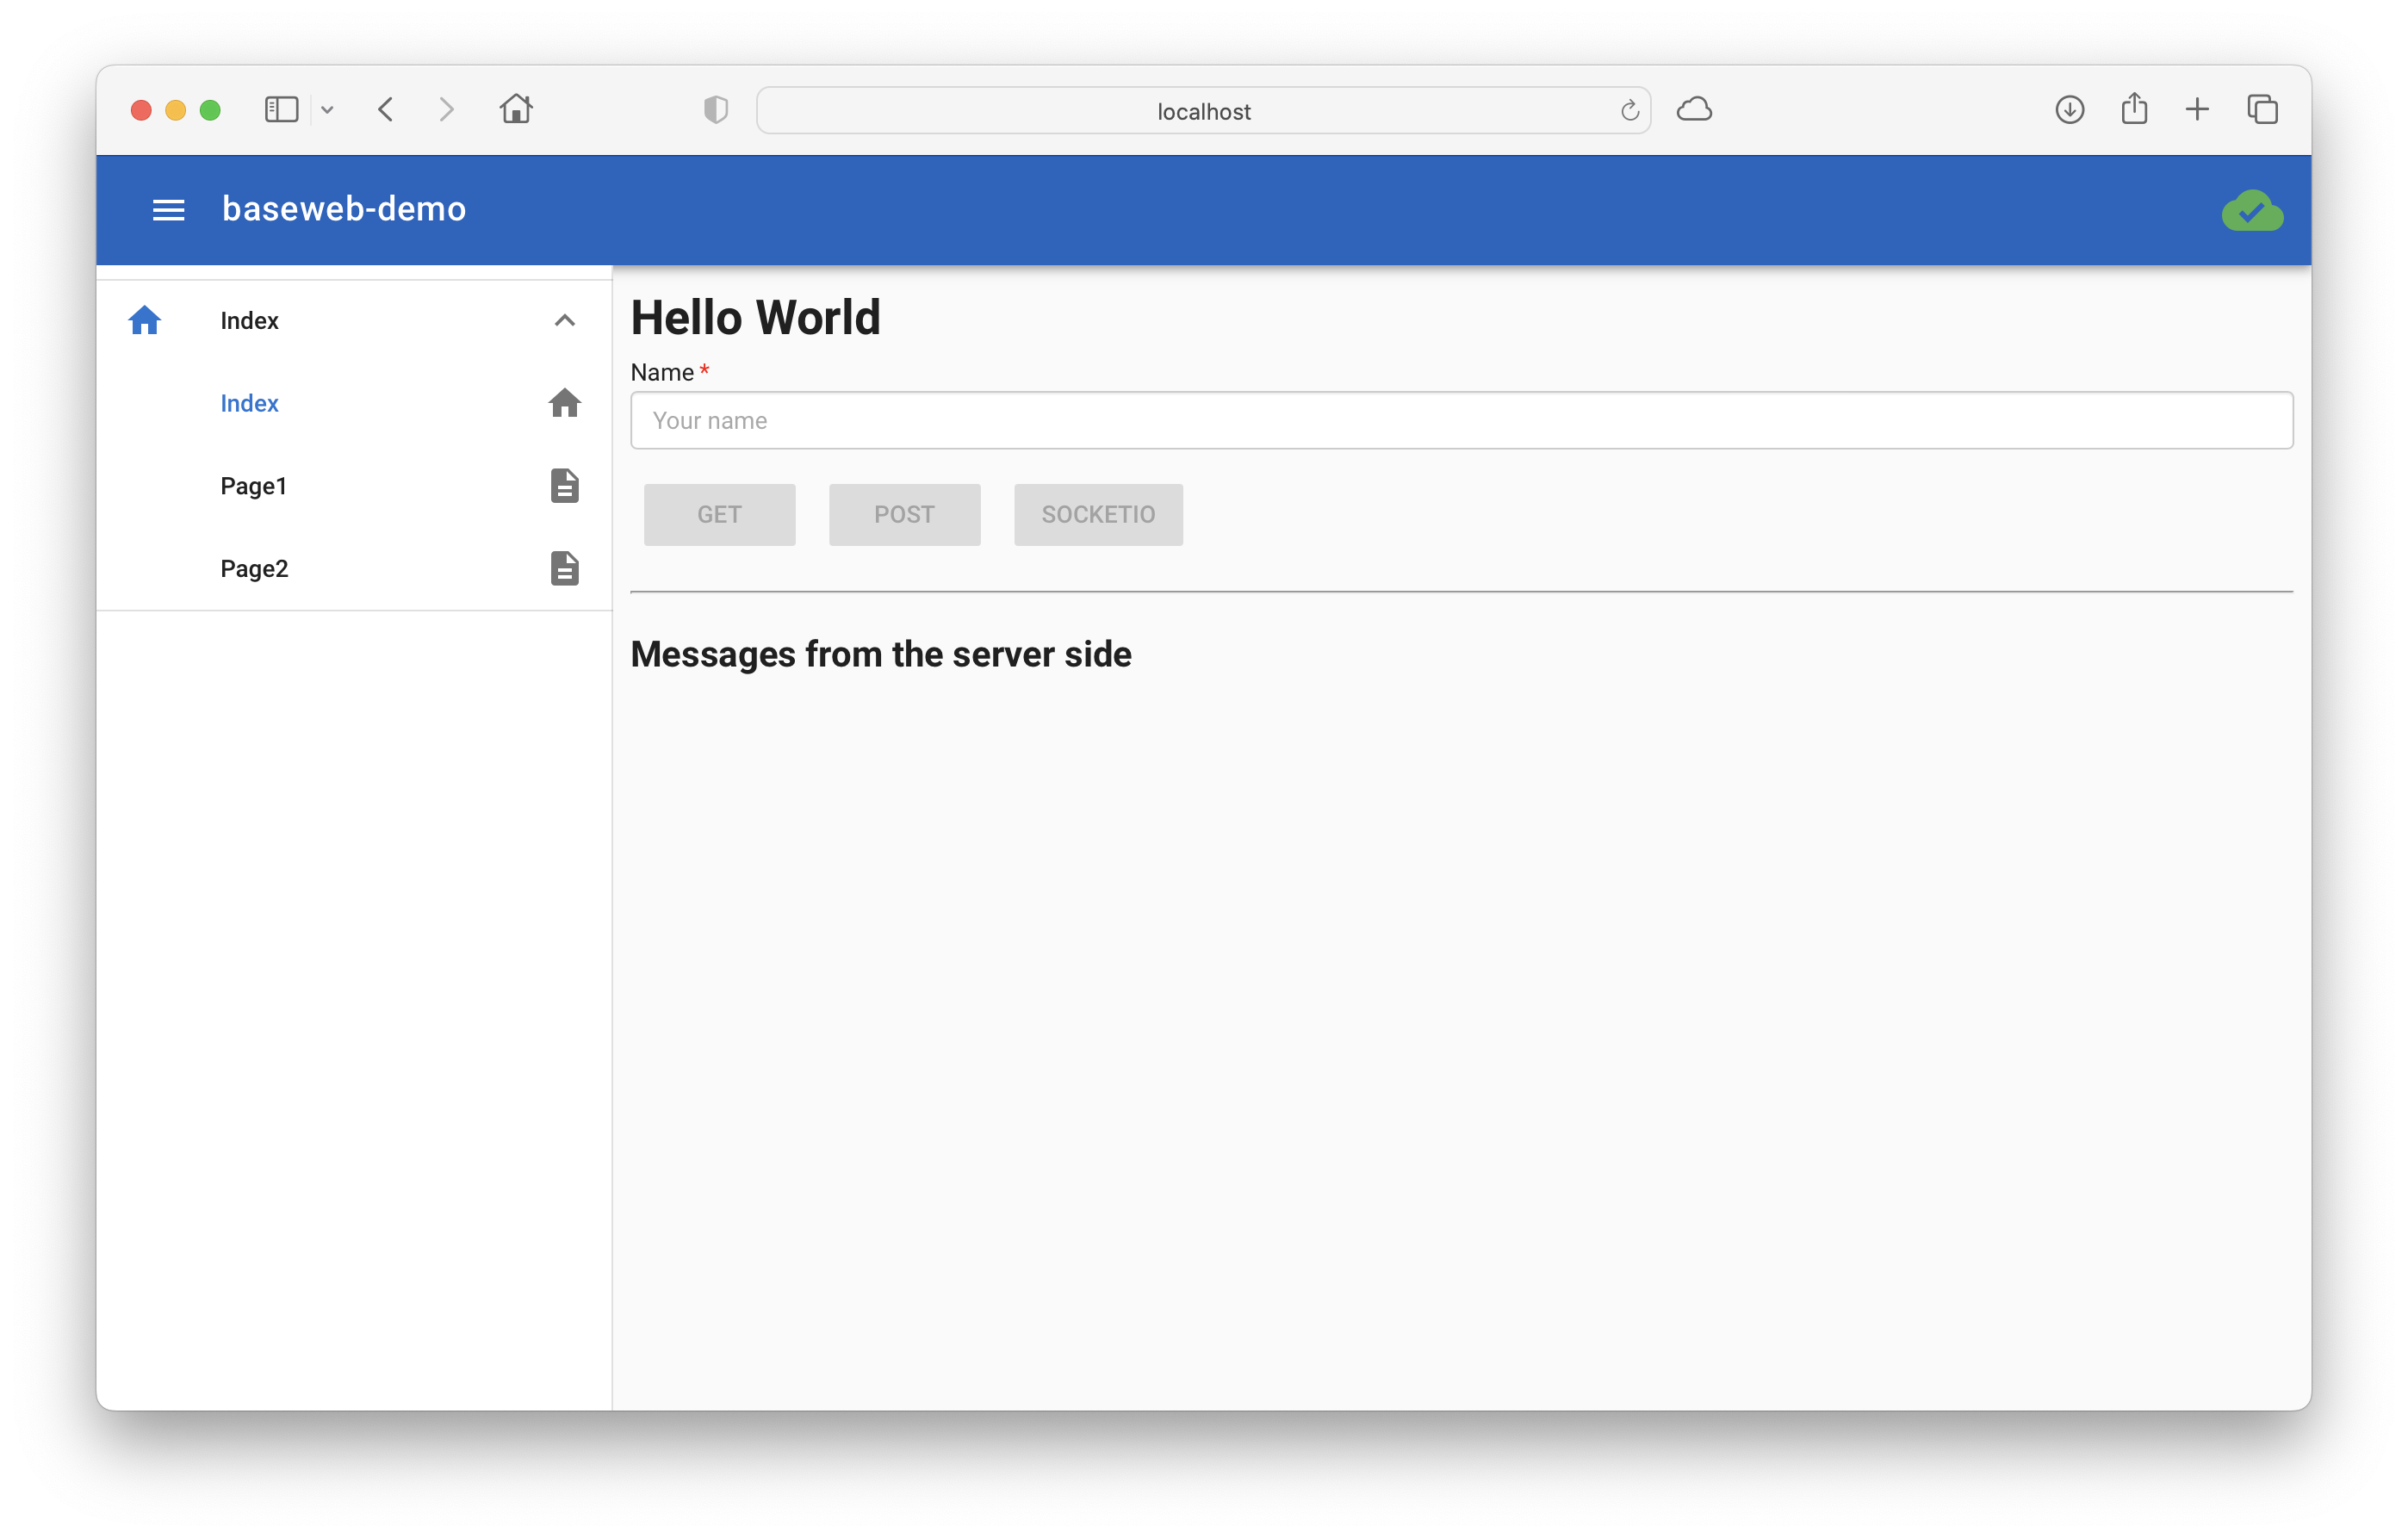 localhost
baseweb-demo
Index
Index
Page1
Page2
Hello World
Name *
Your name
GET POST SOCKETIO
Messages from the server side